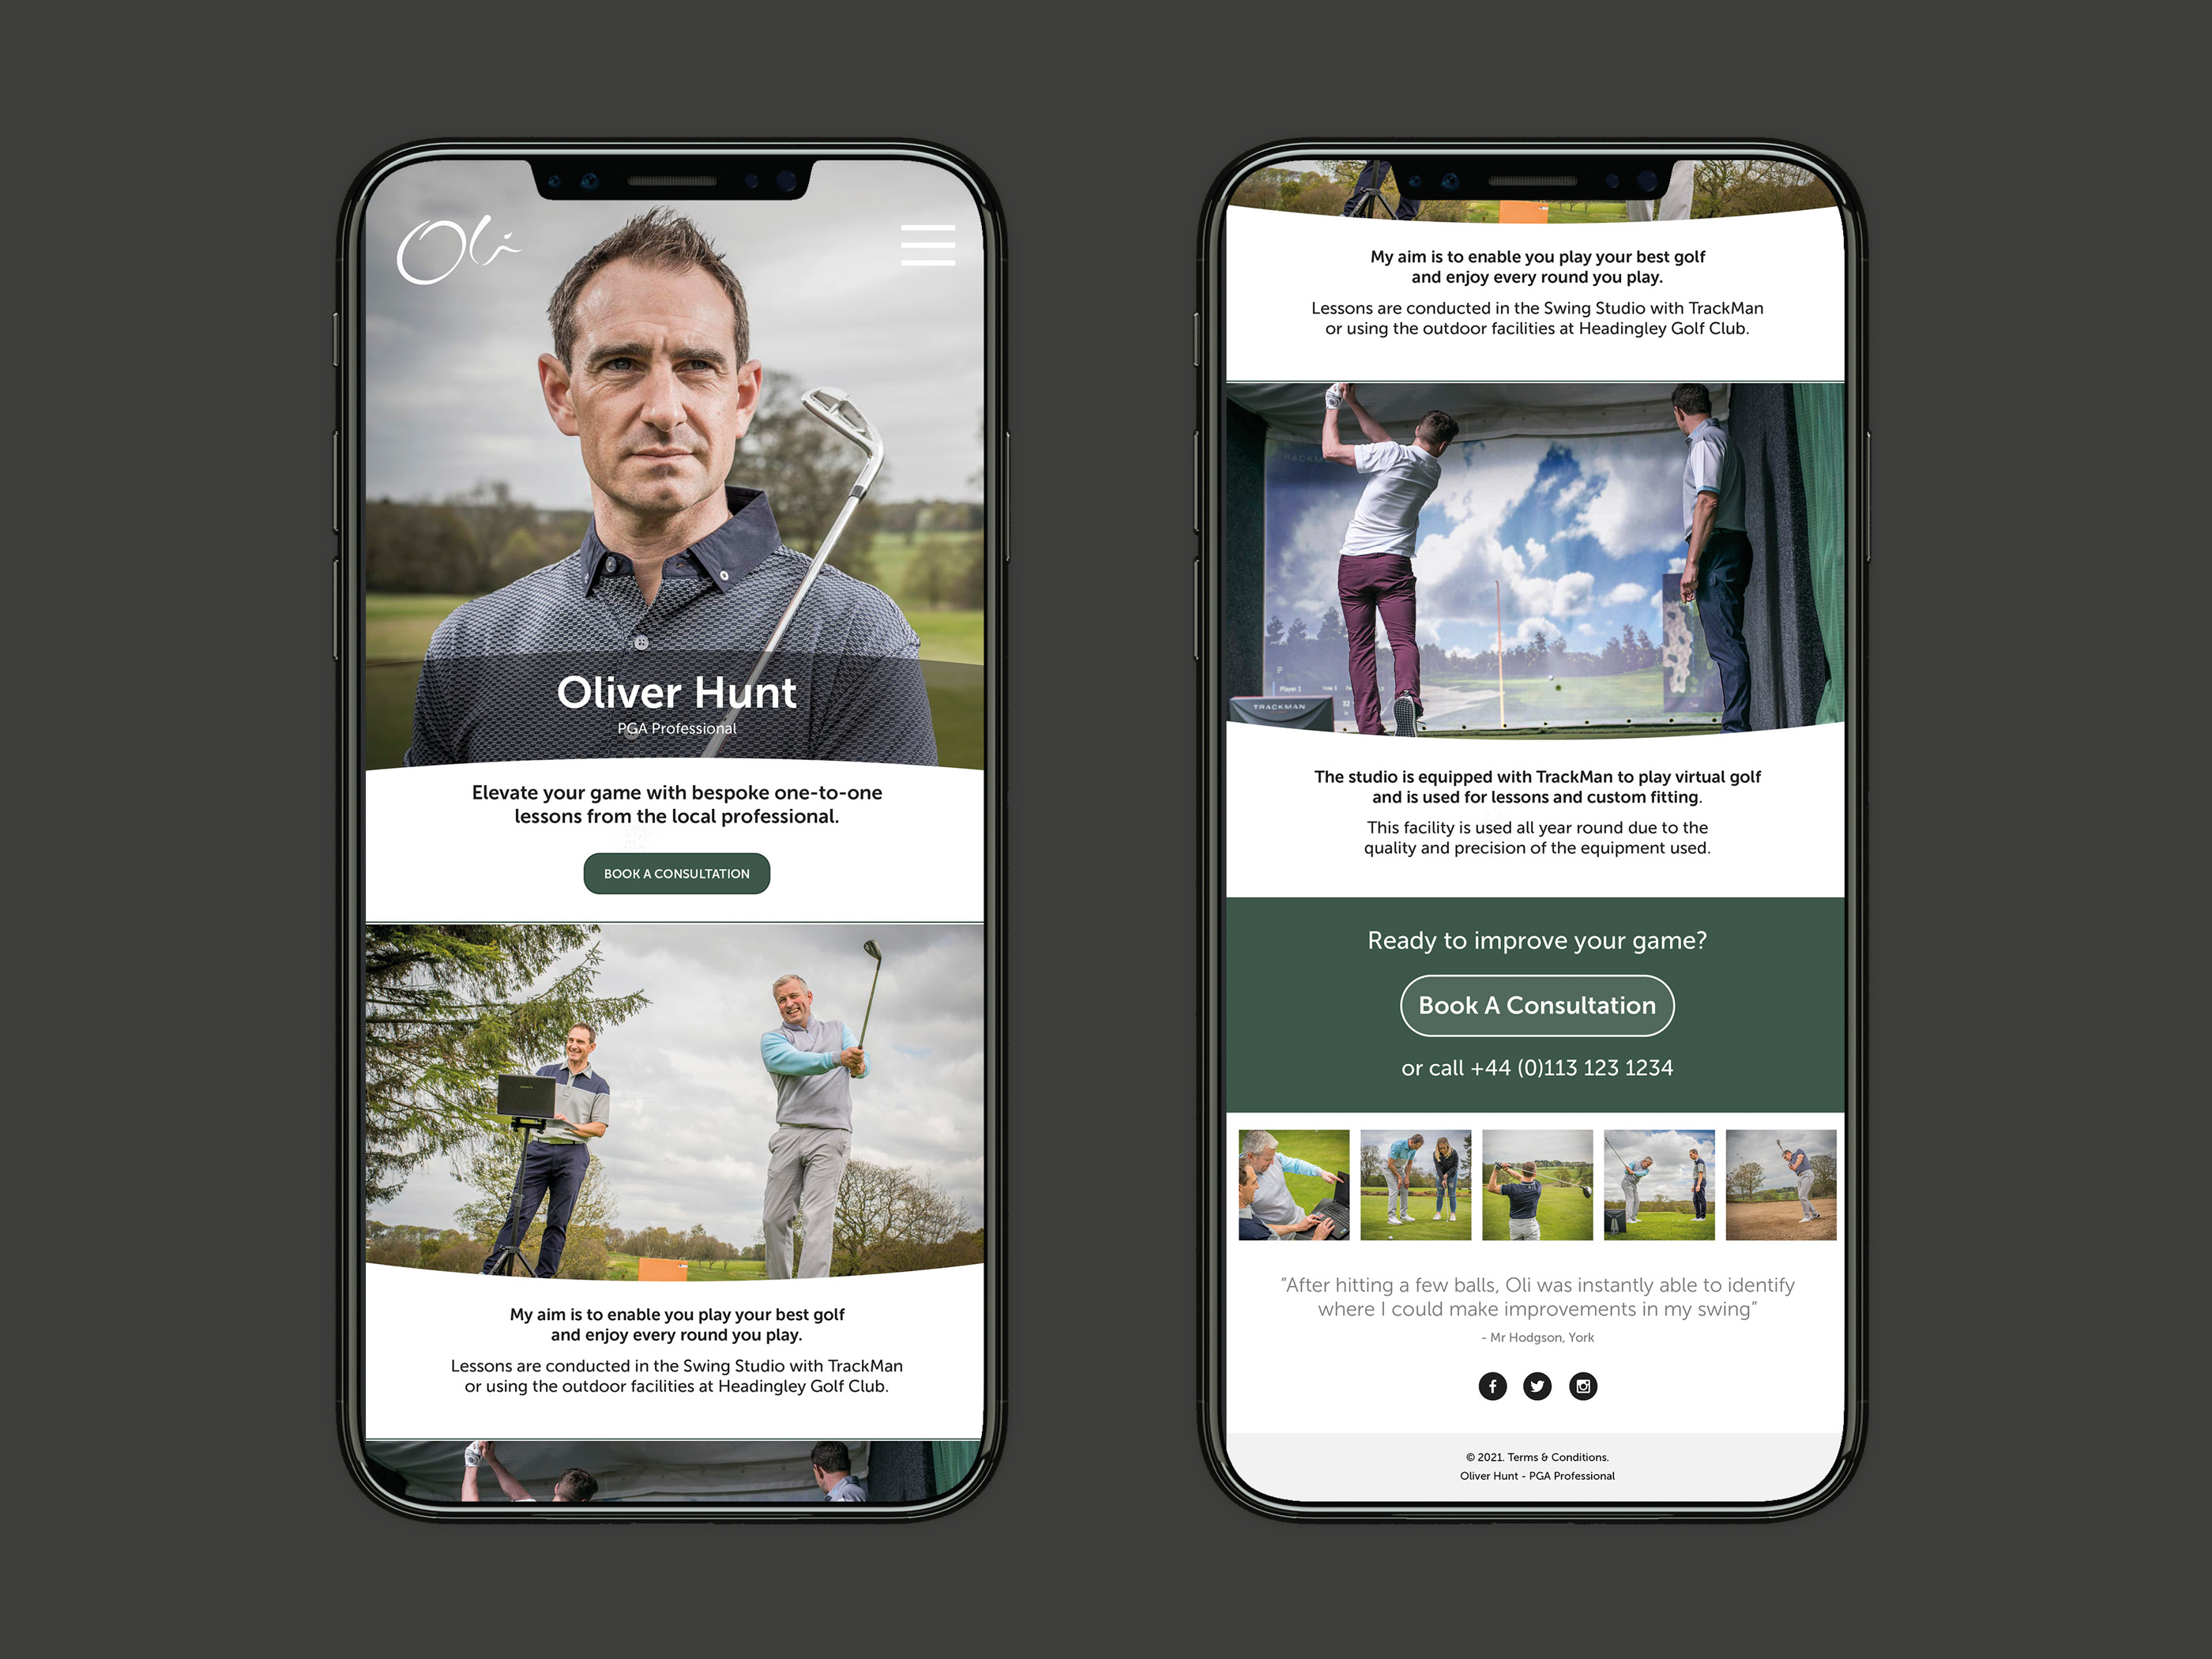 Oli
Oliver Hunt
PGA Professional
Elevate your game with bespoke one-to-one
lessons from the local professional.
BOOK A CONSULTATION
My aim is to enable you play your best golf
and enjoy every round you play.
Lessons are conducted in the Swing Studio with TrackMan
or using the outdoor facilities at Headingley Golf Club.
My aim is to enable you play your best golf
and enjoy every round you play.
Lessons are conducted in the Swing Studio with TrackMan
or using the outdoor facilities at Headingley Golf Club.
TRACKMAN
Player 1
TRACKMAN
32
The studio is equipped with TrackMan to play virtual golf
and is used for lessons and custom fitting.
This facility is used all year round due to the
quality and precision of the equipment used.
Ready to improve your game?
Book A Consultation
or call +44 (0)113 123 1234
"After hitting a few balls, Oli was instantly able to identify
where I could make improvements in my swing"
- Mr Hodgson, York
© 2021. Terms & Conditions.
Oliver Hunt - PGA Professional